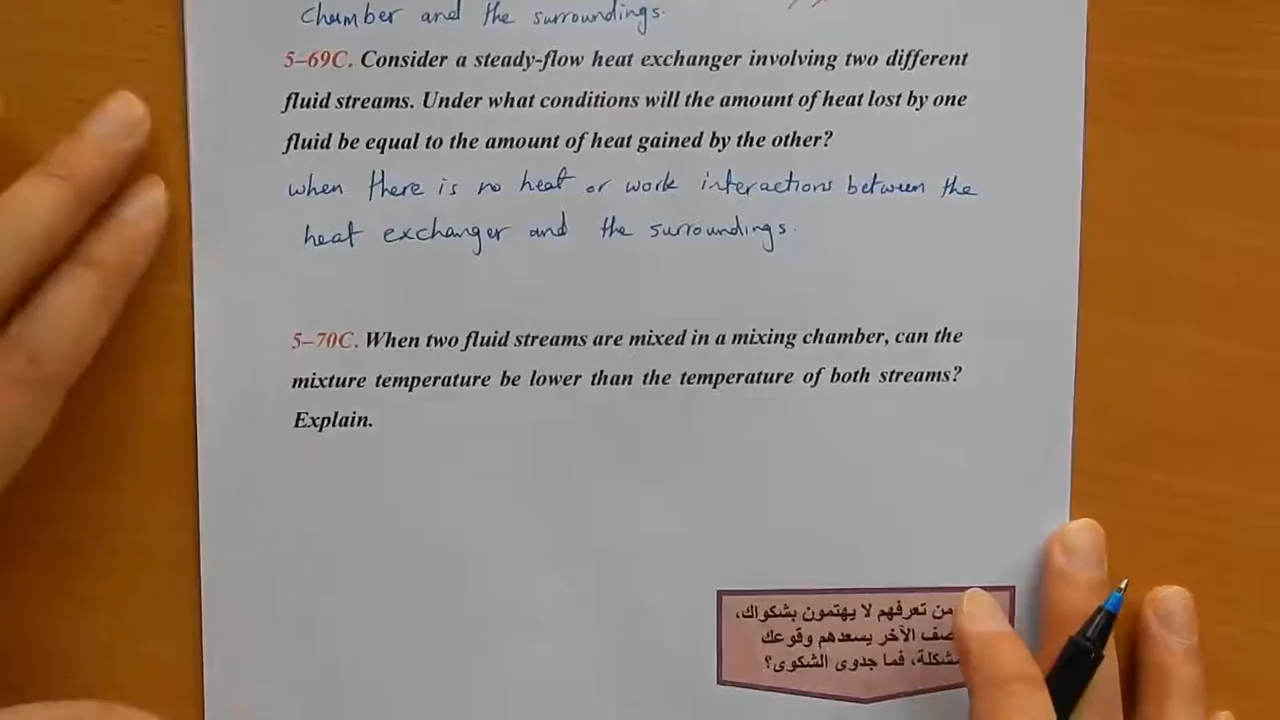 chamber and the surroundings.
5–69C. Consider a steady-flow heat exchanger involving two different
fluid streams. Under what conditions will the amount of heat lost by one
fluid be equal to the amount of heat gained by the other?
when there is no heat or work interactions between the
heat exchanger and the surroundings.
5–70C. When two fluid streams are mixed in a mixing chamber, can the
mixture temperature be lower than the temperature of both streams?
Explain.
من تعرفهم لا يهتمون بشكواك،
الآخر يسعدهم وقوعك
فما جدوى الشكوى؟